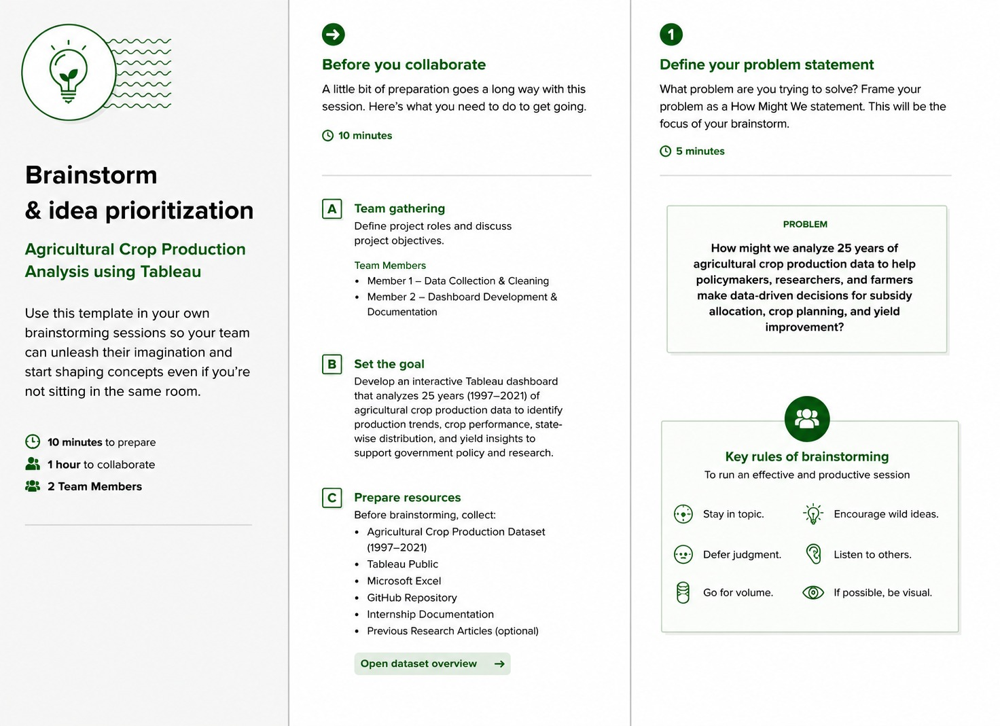 Brainstorm
& idea prioritization
Agricultural Crop Production
Analysis using Tableau
Use this template in your own
brainstorming sessions so your team
can unleash their imagination and
start shaping concepts even if you're
not sitting in the same room.
10 minutes to prepare
1 hour to collaborate
2 Team Members
Before you collaborate
A little bit of preparation goes a long way with this
session. Here's what you need to do to get going.
10 minutes
A
Team gathering
Define project roles and discuss
project objectives.
Team Members
• Member 1 – Data Collection & Cleaning
• Member 2 – Dashboard Development &
Documentation
B
Set the goal
Develop an interactive Tableau dashboard
that analyzes 25 years (1997–2021) of
agricultural crop production data to identify
production trends, crop performance, state-
wise distribution, and yield insights to
support government policy and research.
C
Prepare resources
Before brainstorming, collect:
• Agricultural Crop Production Dataset
(1997–2021)
• Tableau Public
• Microsoft Excel
• GitHub Repository
• Internship Documentation
• Previous Research Articles (optional)
Open dataset overview →
1
Define your problem statement
What problem are you trying to solve? Frame your
problem as a How Might We statement. This will be the
focus of your brainstorm.
5 minutes
PROBLEM
How might we analyze 25 years of
agricultural crop production data to help
policymakers, researchers, and farmers
make data-driven decisions for subsidy
allocation, crop planning, and yield
improvement?
Key rules of brainstorming
To run an effective and productive session
Stay in topic.
Encourage wild ideas.
Defer judgment.
Listen to others.
Go for volume.
If possible, be visual.